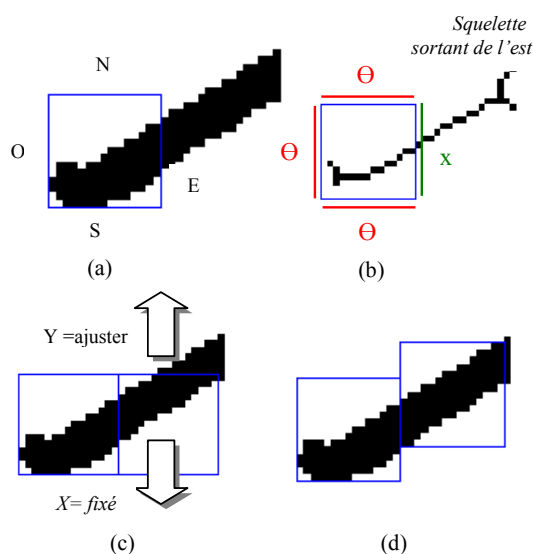 N
O
E
S
(a)
Squelette
sortant de l'est
Ɵ
Ɵ
x
Ɵ
(b)
Y =ajuster
X= fixé
(c)
(d)